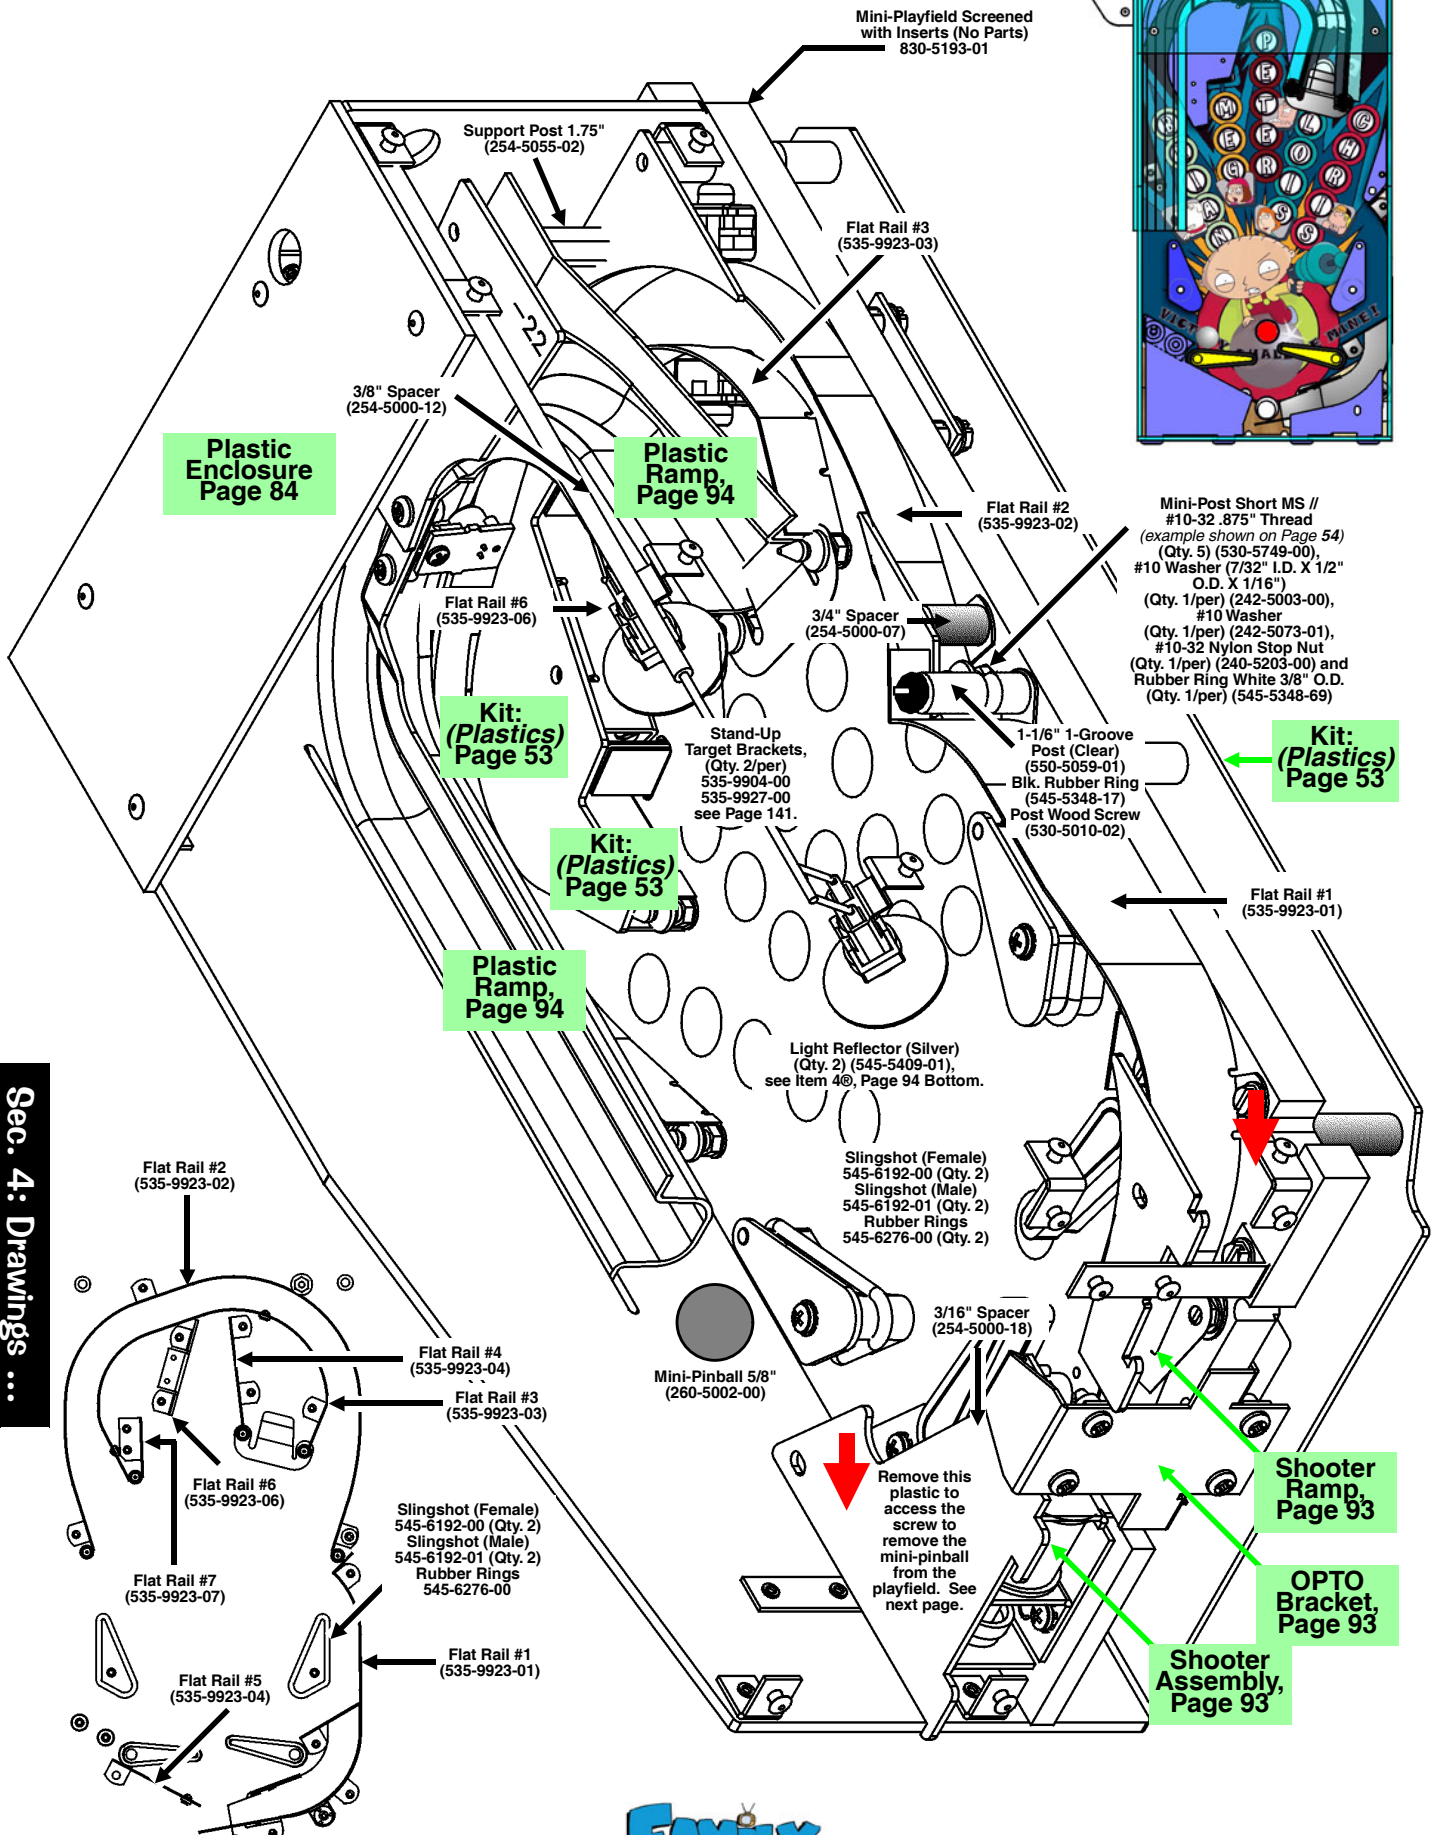 Mini-Playfield Screened
with Inserts (No Parts)
830-5193-01
Support Post 1.75"
(254-5055-02)
Flat Rail #3
(535-9923-03)
-22
3/8" Spacer
(254-5000-12)
Plastic
Enclosure
Page 84
Plastic
Ramp,
Page 94
Flat Rail #2
(535-9923-02)
Mini-Post Short MS //
#10-32 .875" Thread
(example shown on Page 54)
(Qty. 5) (530-5749-00),
#10 Washer (7/32" I.D. X 1/2"
O.D. X 1/16")
(Qty. 1/per) (242-5003-00),
#10 Washer
(Qty. 1/per) (242-5073-01),
#10-32 Nylon Stop Nut
(Qty. 1/per) (240-5203-00) and
Rubber Ring White 3/8" O.D.
(Qty. 1/per) (545-5348-69)
Flat Rail #6
(535-9923-06)
3/4" Spacer
(254-5000-07)
Kit:
(Plastics)
Page 53
Stand-Up
Target Brackets,
(Qty. 2/per)
535-9904-00
535-9927-00
see Page 141.
1-1/6" 1-Groove
Post (Clear)
(550-5059-01)
Blk. Rubber Ring
(545-5348-17)
Post Wood Screw
(530-5010-02)
Kit:
(Plastics)
Page 53
Kit:
(Plastics)
Page 53
Flat Rail #1
(535-9923-01)
Plastic
Ramp,
Page 94
Light Reflector (Silver)
(Qty. 2) (545-5409-01),
see Item 4®, Page 94 Bottom.
Sec. 4: Drawings ...
Slingshot (Female)
545-6192-00 (Qty. 2)
Slingshot (Male)
545-6192-01 (Qty. 2)
Rubber Rings
545-6276-00 (Qty. 2)
Flat Rail #2
(535-9923-02)
3/16" Spacer
(254-5000-18)
Flat Rail #4
(535-9923-04)
Mini-Pinball 5/8"
(260-5002-00)
Flat Rail #3
(535-9923-03)
Flat Rail #6
(535-9923-06)
Remove this
plastic to
access the
screw to
remove the
mini-pinball
from the
playfield. See
next page.
Shooter
Ramp,
Page 93
Slingshot (Female)
545-6192-00 (Qty. 2)
Slingshot (Male)
545-6192-01 (Qty. 2)
Rubber Rings
545-6276-00
Flat Rail #7
(535-9923-07)
OPTO
Bracket,
Page 93
Flat Rail #1
(535-9923-01)
Shooter
Assembly,
Page 93
Flat Rail #5
(535-9923-04)
PETER
MEG
LOIS
CHRIS
MINE!